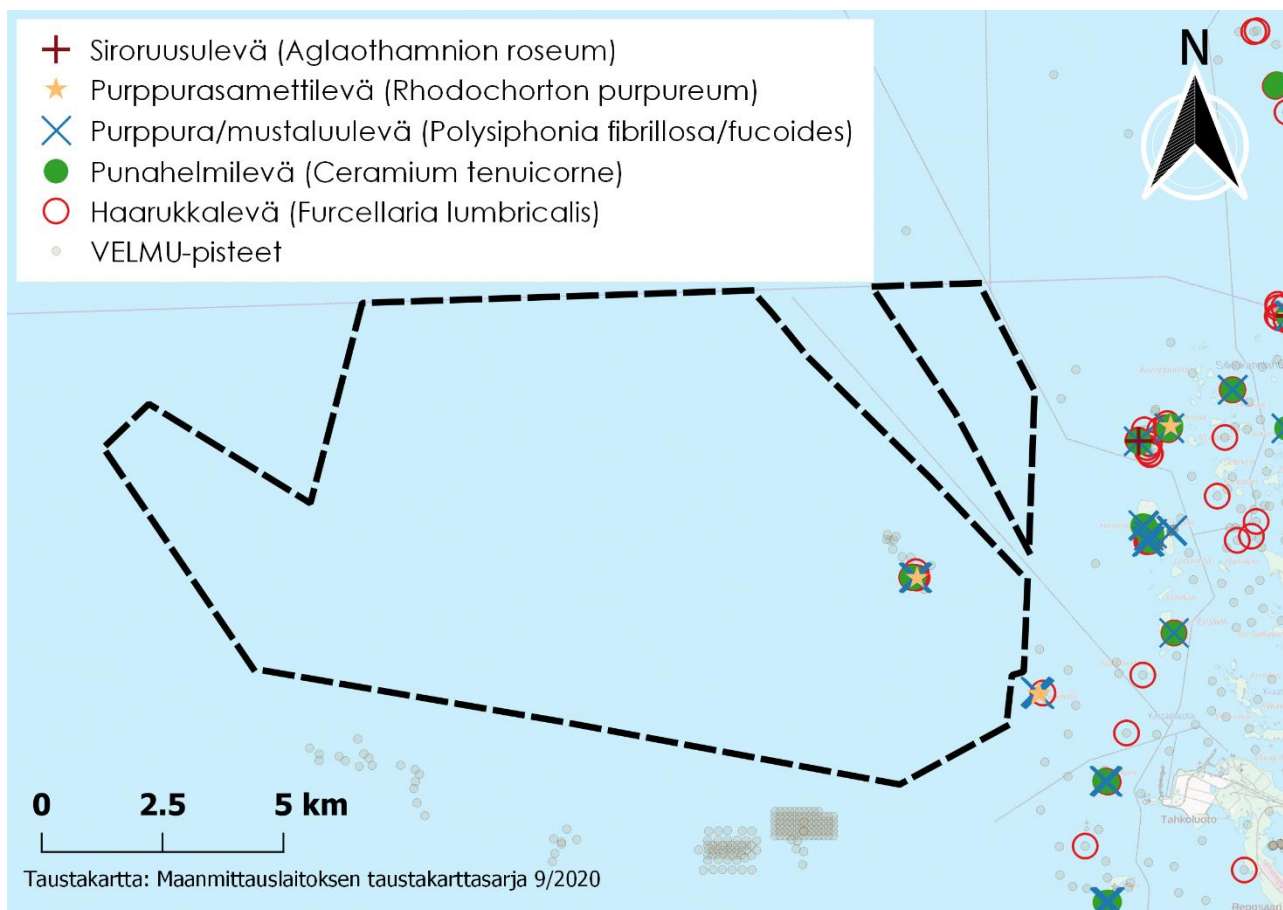 Siroruusulevä (Aglaothamnion roseum)
Purppurasamettilevä (Rhodochorton purpureum)
Purppura/mustaluulevä (Polysiphonia fibrillosa/fucoides)
Punahelmilevä (Ceramium tenuicorne)
Haarukkalevä (Furcellaria lumbricalis)
VELMU-pisteet
N
Tahkoluoto
Reposaari
0 2.5 5 km
Taustakartta: Maanmittauslaitoksen taustakarttasarja 9/2020